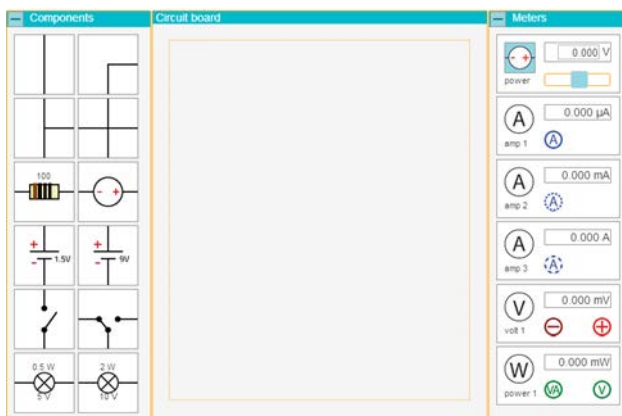 Components
100
- +
+
- 1.5V
+
- 9V
0.5 W
5 V
2 W
10 V
Circuit board
Meters
- +
0.000 V
power
A
0.000 µA
amp 1
A
A
0.000 mA
amp 2
A
A
0.000 A
amp 3
A
V
0.000 mV
volt 1
- +
W
0.000 mW
power 1
VA
V